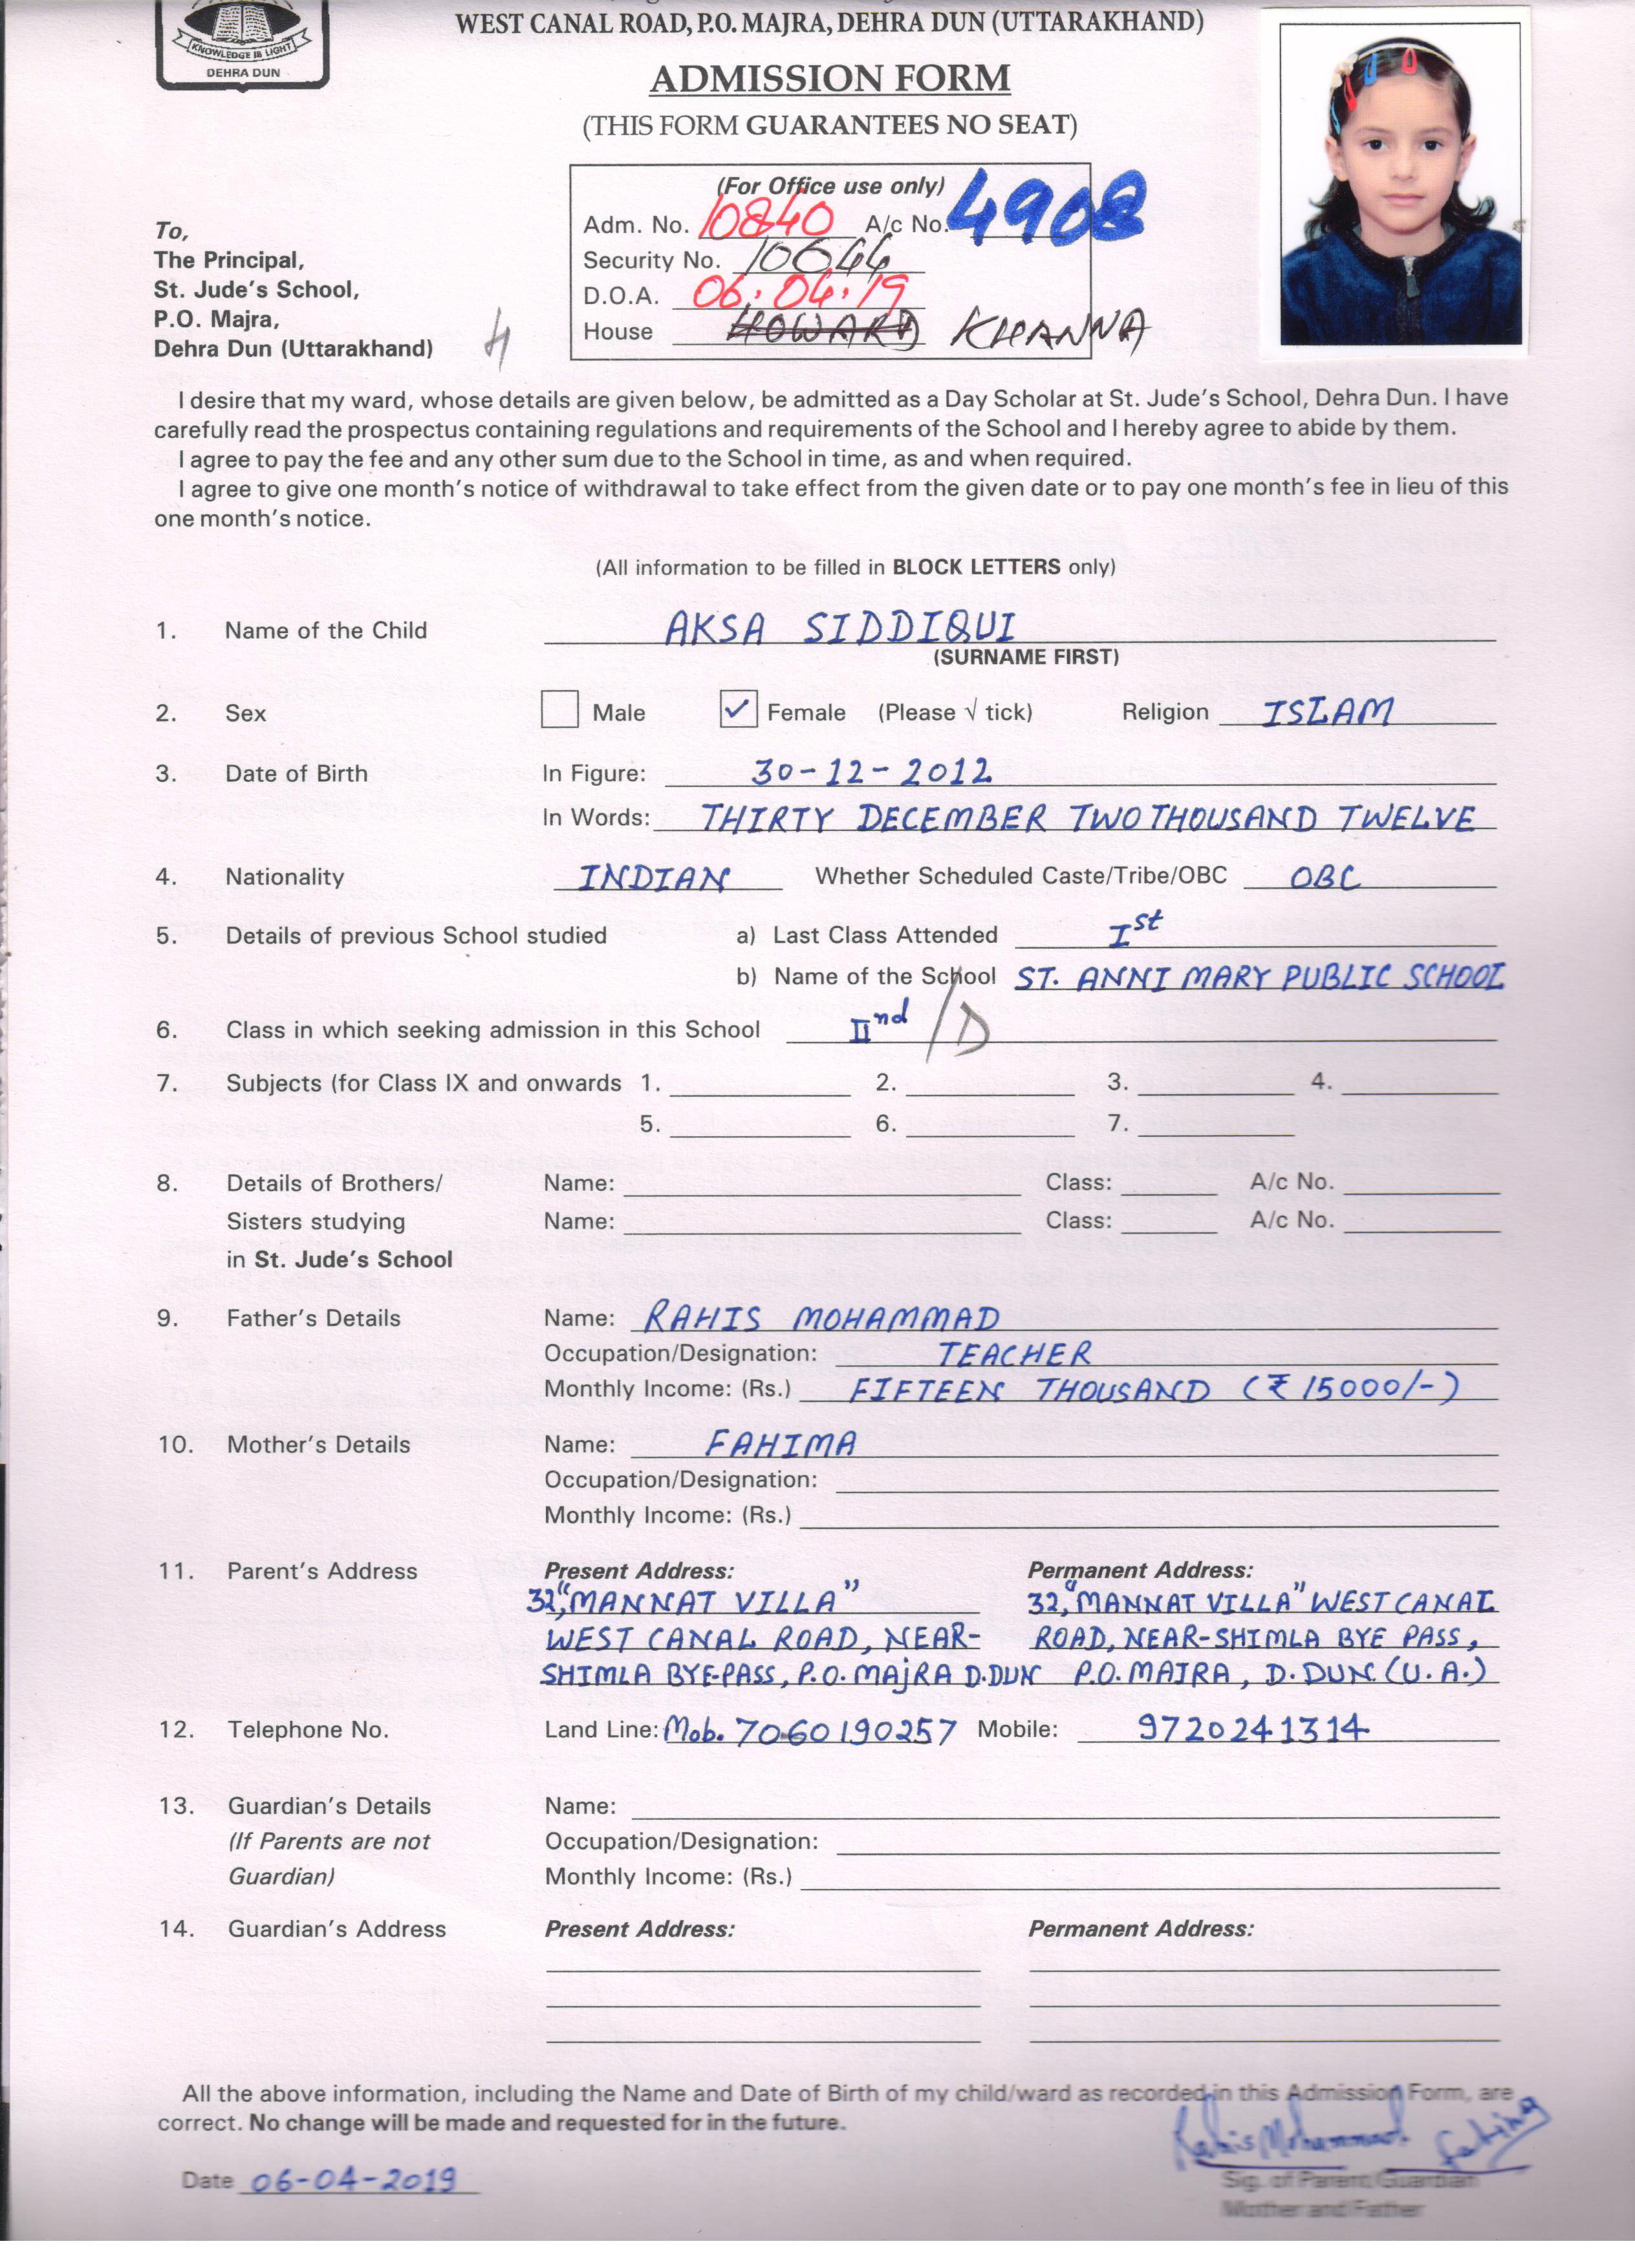 WEST CANAL ROAD, P.O. MAJRA, DEHRA DUN (UTTARAKHAND)
KNOWLEDGE IS LIGHT
DEHRA DUN
ADMISSION FORM
(THIS FORM GUARANTEES NO SEAT)
(For Office use only)
Adm. No. 10840 A/c No. 4908
Security No. 10644
D.O.A. 06.04.19
House HOWARD KHANNA
To,
The Principal,
St. Jude's School,
P.O. Majra,
Dehra Dun (Uttarakhand)
I desire that my ward, whose details are given below, be admitted as a Day Scholar at St. Jude's School, Dehra Dun. I have
carefully read the prospectus containing regulations and requirements of the School and I hereby agree to abide by them.
I agree to pay the fee and any other sum due to the School in time, as and when required.
I agree to give one month's notice of withdrawal to take effect from the given date or to pay one month's fee in lieu of this
one month's notice.
(All information to be filled in BLOCK LETTERS only)
1. Name of the Child AKSA SIDDIQUI
(SURNAME FIRST)
2. Sex Male ✓ Female (Please √ tick) Religion ISLAM
3. Date of Birth In Figure: 30-12-2012
In Words: THIRTY DECEMBER TWO THOUSAND TWELVE
4. Nationality INDIAN Whether Scheduled Caste/Tribe/OBC OBC
5. Details of previous School studied a) Last Class Attended Ist
b) Name of the School ST. ANNI MARY PUBLIC SCHOOL
6. Class in which seeking admission in this School IInd /D
7. Subjects (for Class IX and onwards 1. 2. 3. 4.
5. 6. 7.
8. Details of Brothers/ Name: Class: A/c No.
Sisters studying Name: Class: A/c No.
in St. Jude's School
9. Father's Details Name: RAHIS MOHAMMAD
Occupation/Designation: TEACHER
Monthly Income: (Rs.) FIFTEEN THOUSAND (₹ 15000/-)
10. Mother's Details Name: FAHIMA
Occupation/Designation:
Monthly Income: (Rs.)
11. Parent's Address Present Address: Permanent Address:
32,"MANNAT VILLA" 32,"MANNAT VILLA" WEST CANAL
WEST CANAL ROAD, NEAR- ROAD, NEAR-SHIMLA BYE PASS,
SHIMLA BYE-PASS, P.O. MAjRA D.DUN P.O. MAJRA, D.DUN (U.A.)
12. Telephone No. Land Line: Mob. 7060190257 Mobile: 9720241314
13. Guardian's Details Name:
(If Parents are not Occupation/Designation:
Guardian) Monthly Income: (Rs.)
14. Guardian's Address Present Address: Permanent Address:
All the above information, including the Name and Date of Birth of my child/ward as recorded in this Admission Form, are
correct. No change will be made and requested for in the future.
Rahis Mohammad
Date 06-04-2019 Sig. of Parent/Guardian
Mother and Father